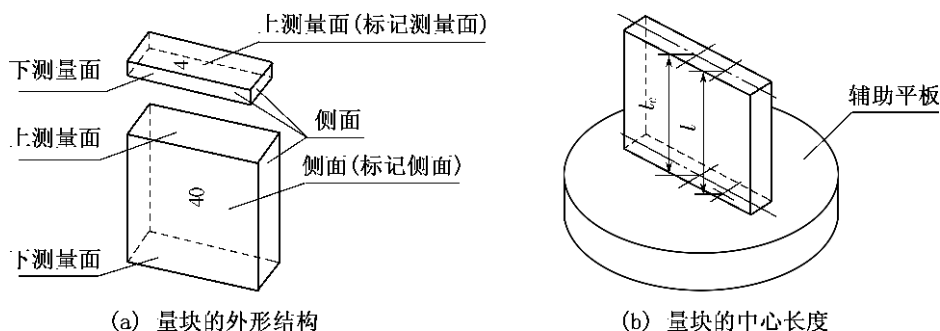 上测量面(标记测量面)
4
下测量面
侧面
上测量面
侧面(标记侧面)
40
下测量面
(a) 量块的外形结构
lc
l
辅助平板
(b) 量块的中心长度